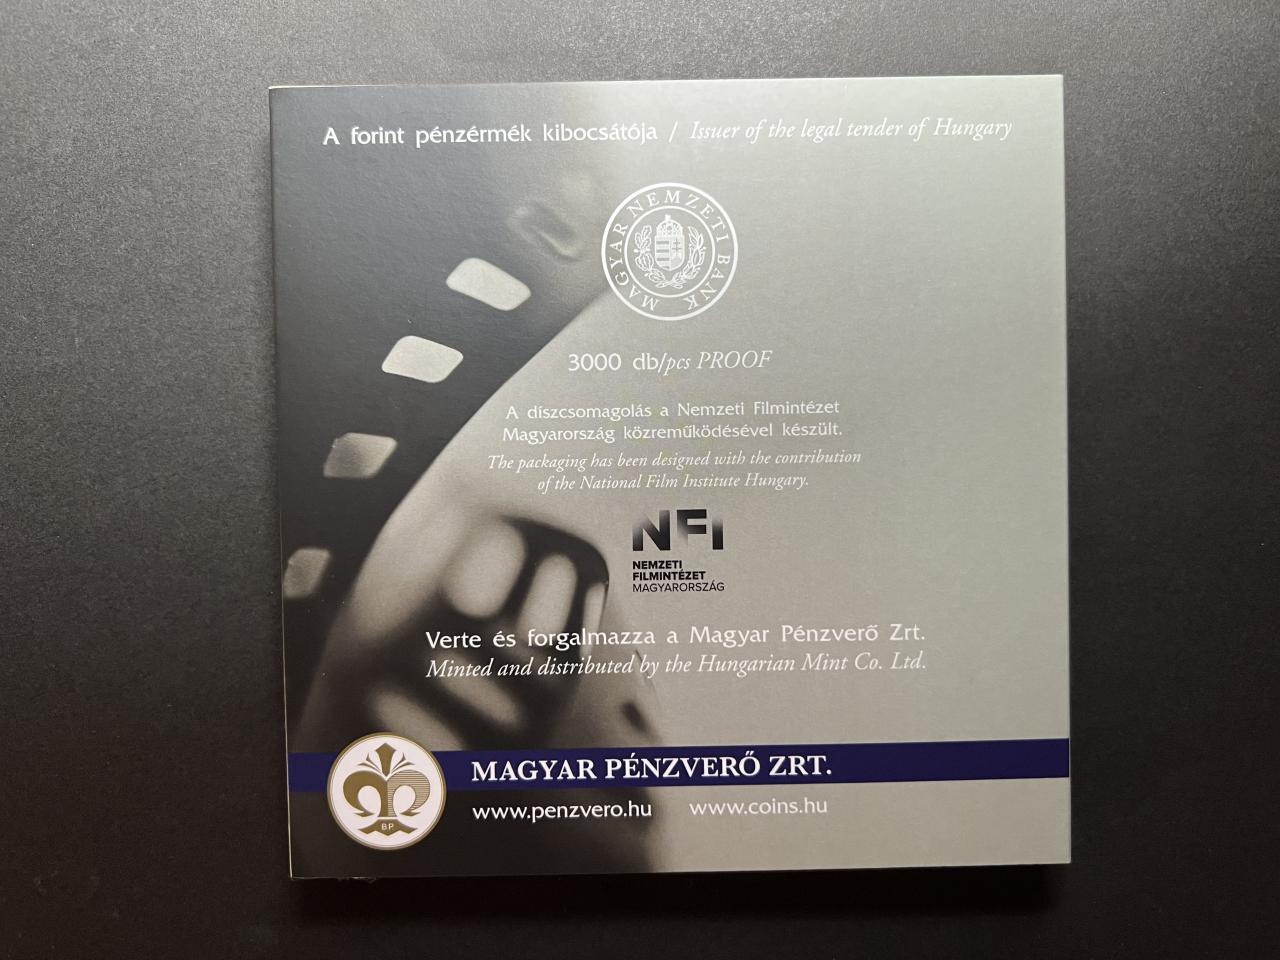 A forint pénzérmék kibocsátója / Issuer of the legal tender of Hungary
MAGYAR NEMZETI BANK
3000 db/pcs PROOF
A díszcsomagolás a Nemzeti Filmintézet
Magyarország közreműködésével készült.
The packaging has been designed with the contribution
of the National Film Institute Hungary.
NFI
NEMZETI
FILMINTÉZET
MAGYARORSZÁG
Verte és forgalmazza a Magyar Pénzverő Zrt.
Minted and distributed by the Hungarian Mint Co. Ltd.
BP
MAGYAR PÉNZVERŐ ZRT.
www.penzvero.hu www.coins.hu